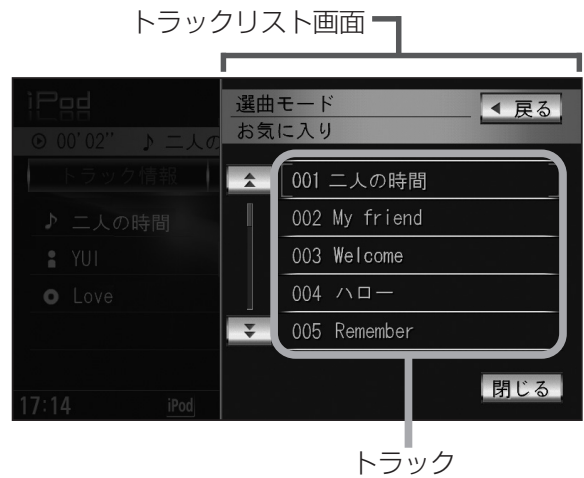 トラックリスト画面
iPod
00'02'' ♪ 二人の
トラック情報
♪ 二人の時間
YUI
Love
17:14 iPod
選曲モード
◀ 戻る
お気に入り
001 二人の時間
002 My friend
003 Welcome
004 ハロー
005 Remember
閉じる
トラック